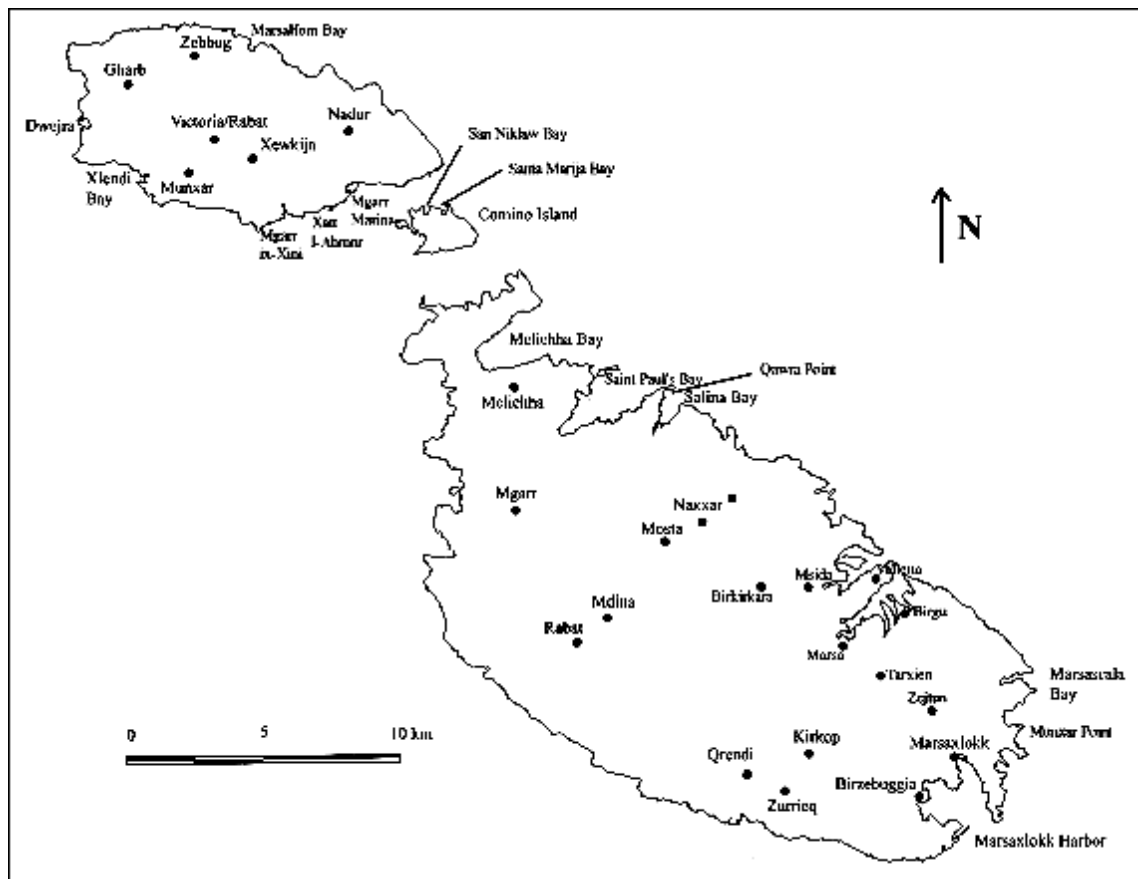 Marsalforn Bay
Zebbug
Gharb
Dwejra
Victoria/Rabat
Nadur
Xewkijn
San Niklaw Bay
Santa Marija Bay
Xlendi
Bay
Munxar
Mgarr
Marina
Comino Island
Mgarr
ix-Xini
Xatt
l-Ahmar
N
Melichha Bay
Saint Paul's Bay
Qawra Point
Salina Bay
Melichha
Mgarr
Naxxar
Mosta
Birkirkara
Msida
Birgu
Mdina
Rabat
Marsa
Tarxien
Marsascala
Bay
Zejtun
Munxar Point
0 5 10 km
Kirkop
Marsaxlokk
Qrendi
Birzebuggia
Zurrieq
Marsaxlokk Harbor